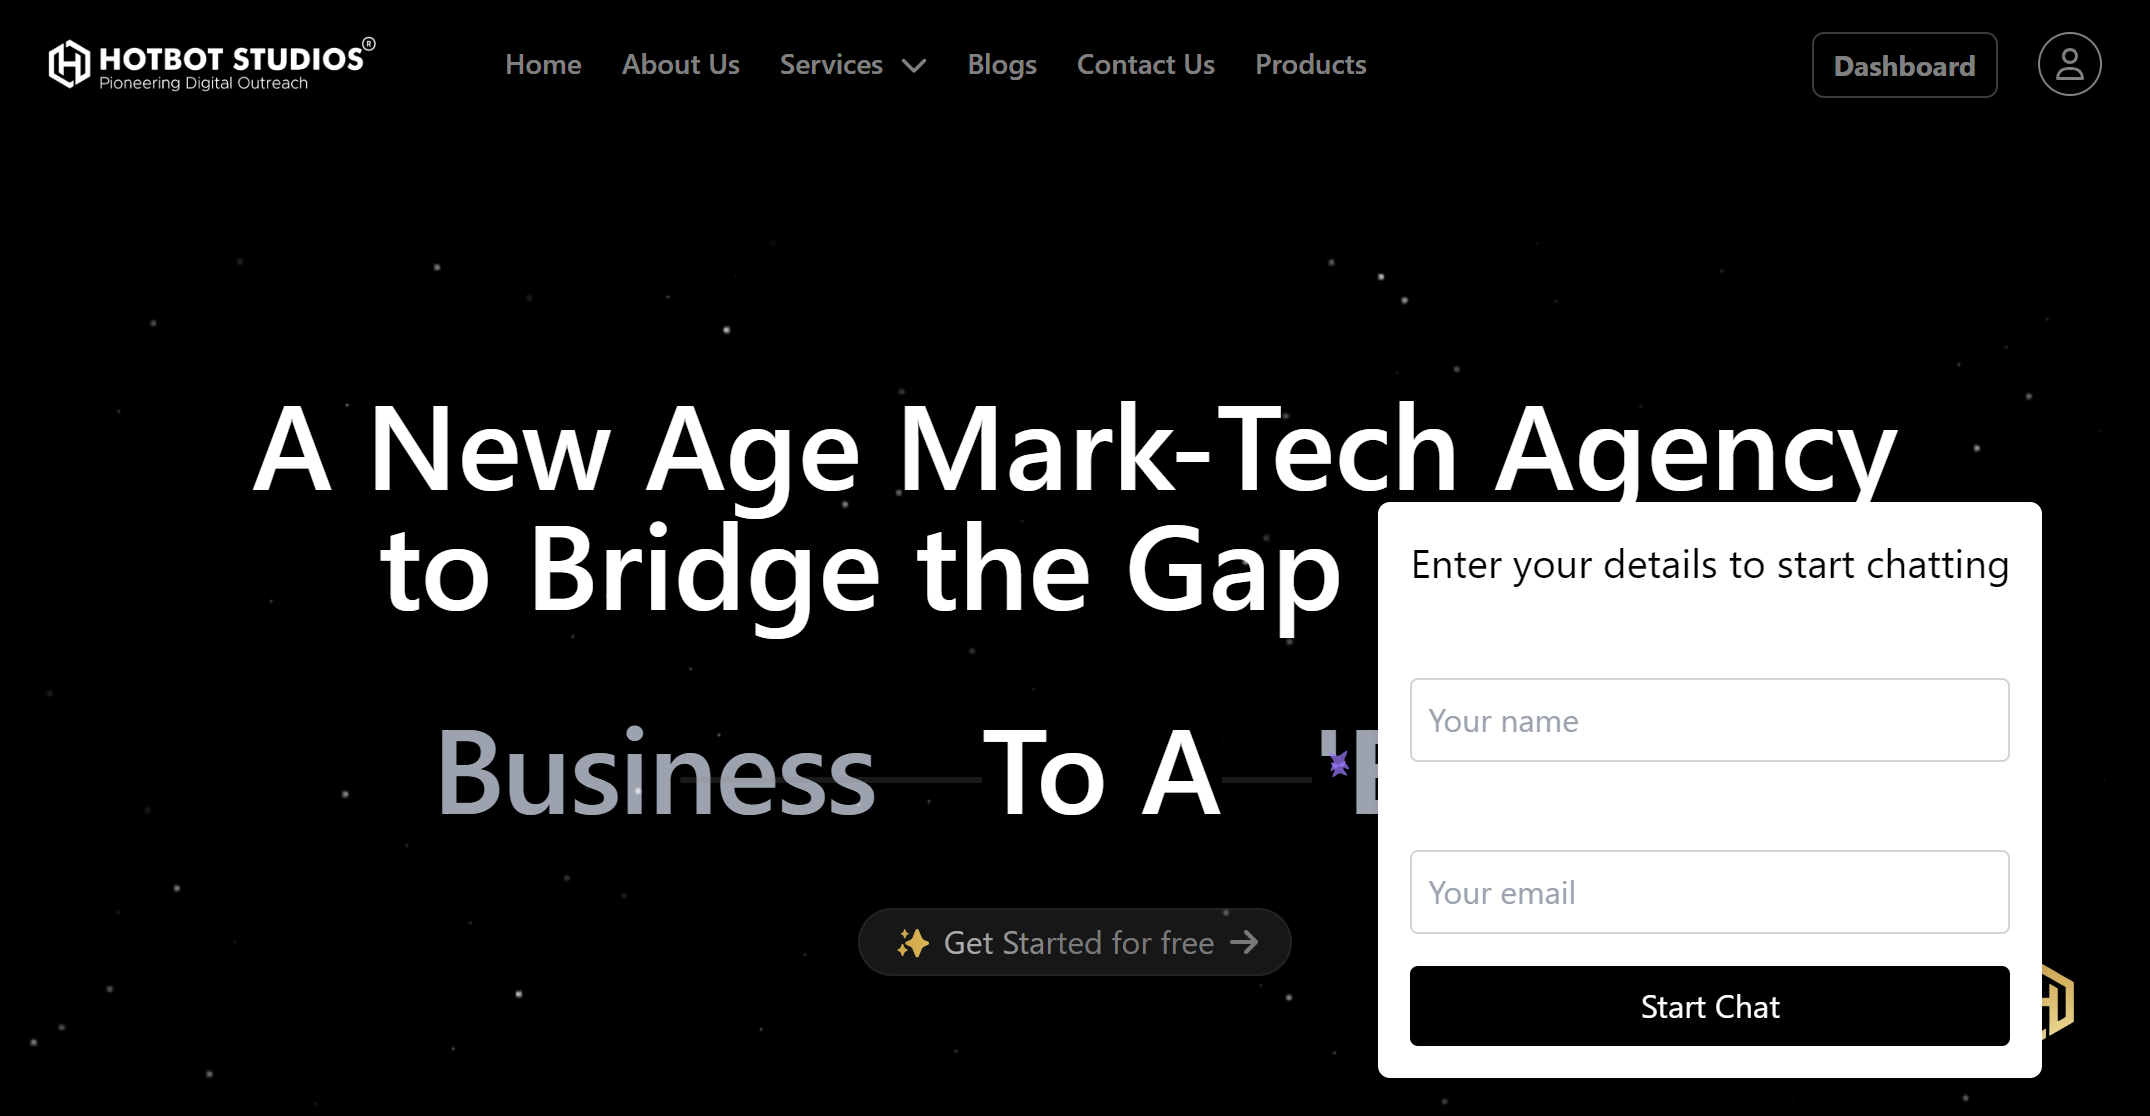 HOTBOT STUDIOS®
Pioneering Digital Outreach
Home About Us Services Blogs Contact Us Products
Dashboard
A New Age Mark-Tech Agency
to Bridge the Gap
Business To A
Get Started for free
Enter your details to start chatting
Your name
Your email
Start Chat